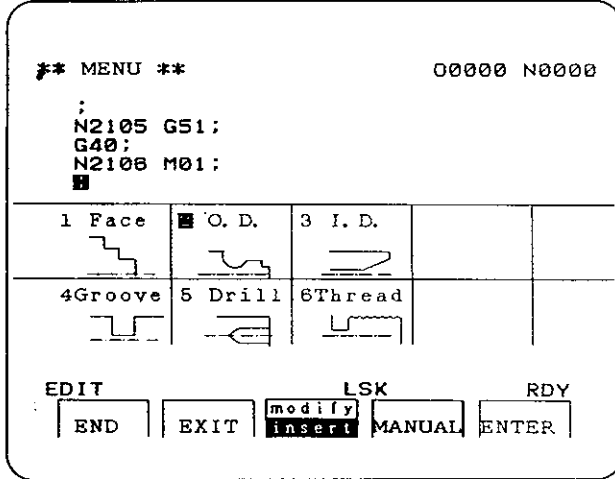 ** MENU ** O0000 N0000
;
N2105 G51;
G40;
N2106 M01;
1 Face O. D. 3 I. D.
4Groove 5 Drill 6Thread
EDIT LSK RDY
END EXIT modify insert MANUAL ENTER